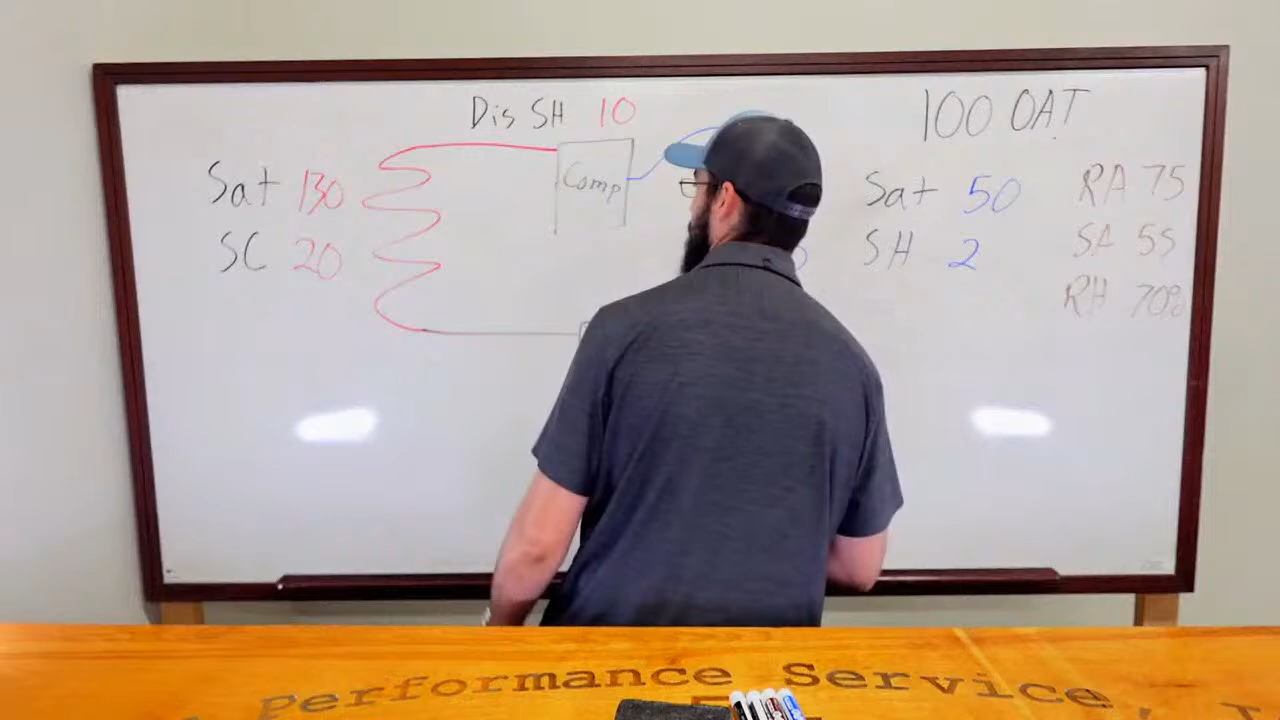 Dis SH 10
100 OAT
Sat 130
SC 20
Comp
Sat 50
SH 2
RA 75
SA 55
RH 70%
Performance Service, I